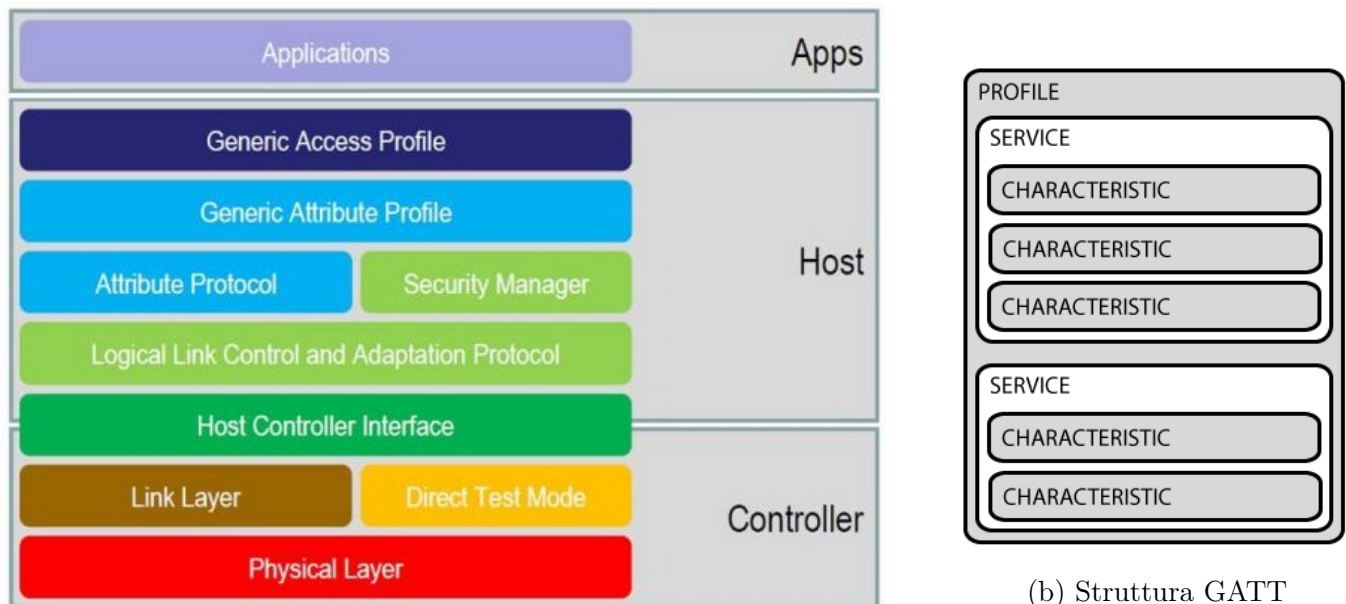 Applications
Apps
Generic Access Profile
Generic Attribute Profile
Attribute Protocol
Security Manager
Host
Logical Link Control and Adaptation Protocol
Host Controller Interface
Link Layer
Direct Test Mode
Controller
Physical Layer
PROFILE
SERVICE
CHARACTERISTIC
CHARACTERISTIC
CHARACTERISTIC
SERVICE
CHARACTERISTIC
CHARACTERISTIC
(b) Struttura GATT